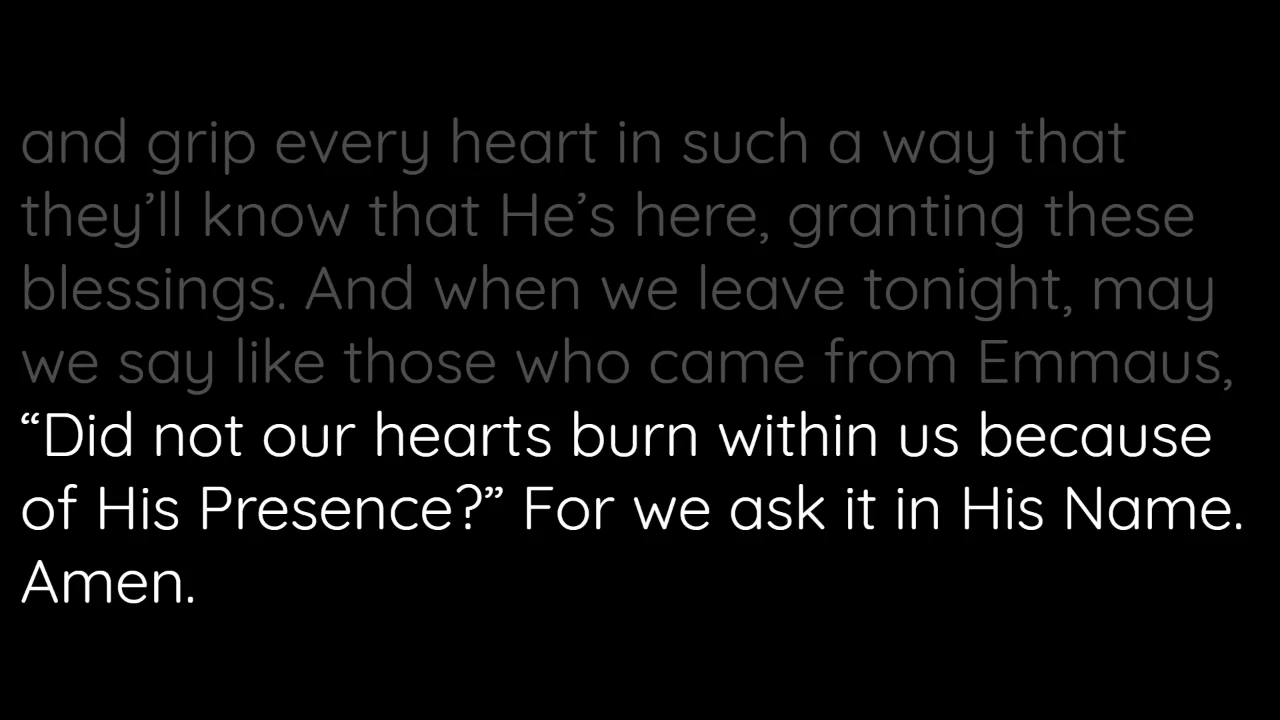 and grip every heart in such a way that
they’ll know that He’s here, granting these
blessings. And when we leave tonight, may
we say like those who came from Emmaus,
“Did not our hearts burn within us because
of His Presence?” For we ask it in His Name.
Amen.